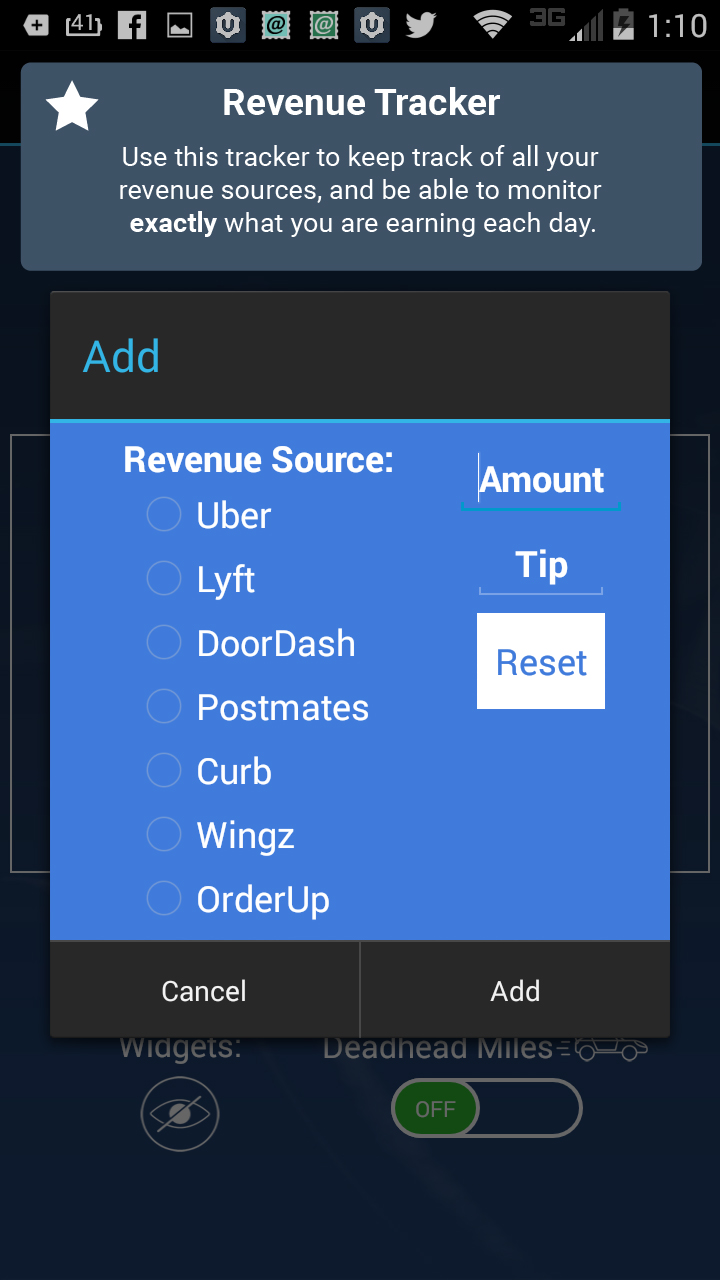 41
3G
1:10
Revenue Tracker
Use this tracker to keep track of all your
revenue sources, and be able to monitor
exactly what you are earning each day.
Add
Revenue Source:
Amount
Uber
Tip
Lyft
Reset
DoorDash
Postmates
Curb
Wingz
OrderUp
Cancel
Add
Widgets:
Deadhead Miles
OFF